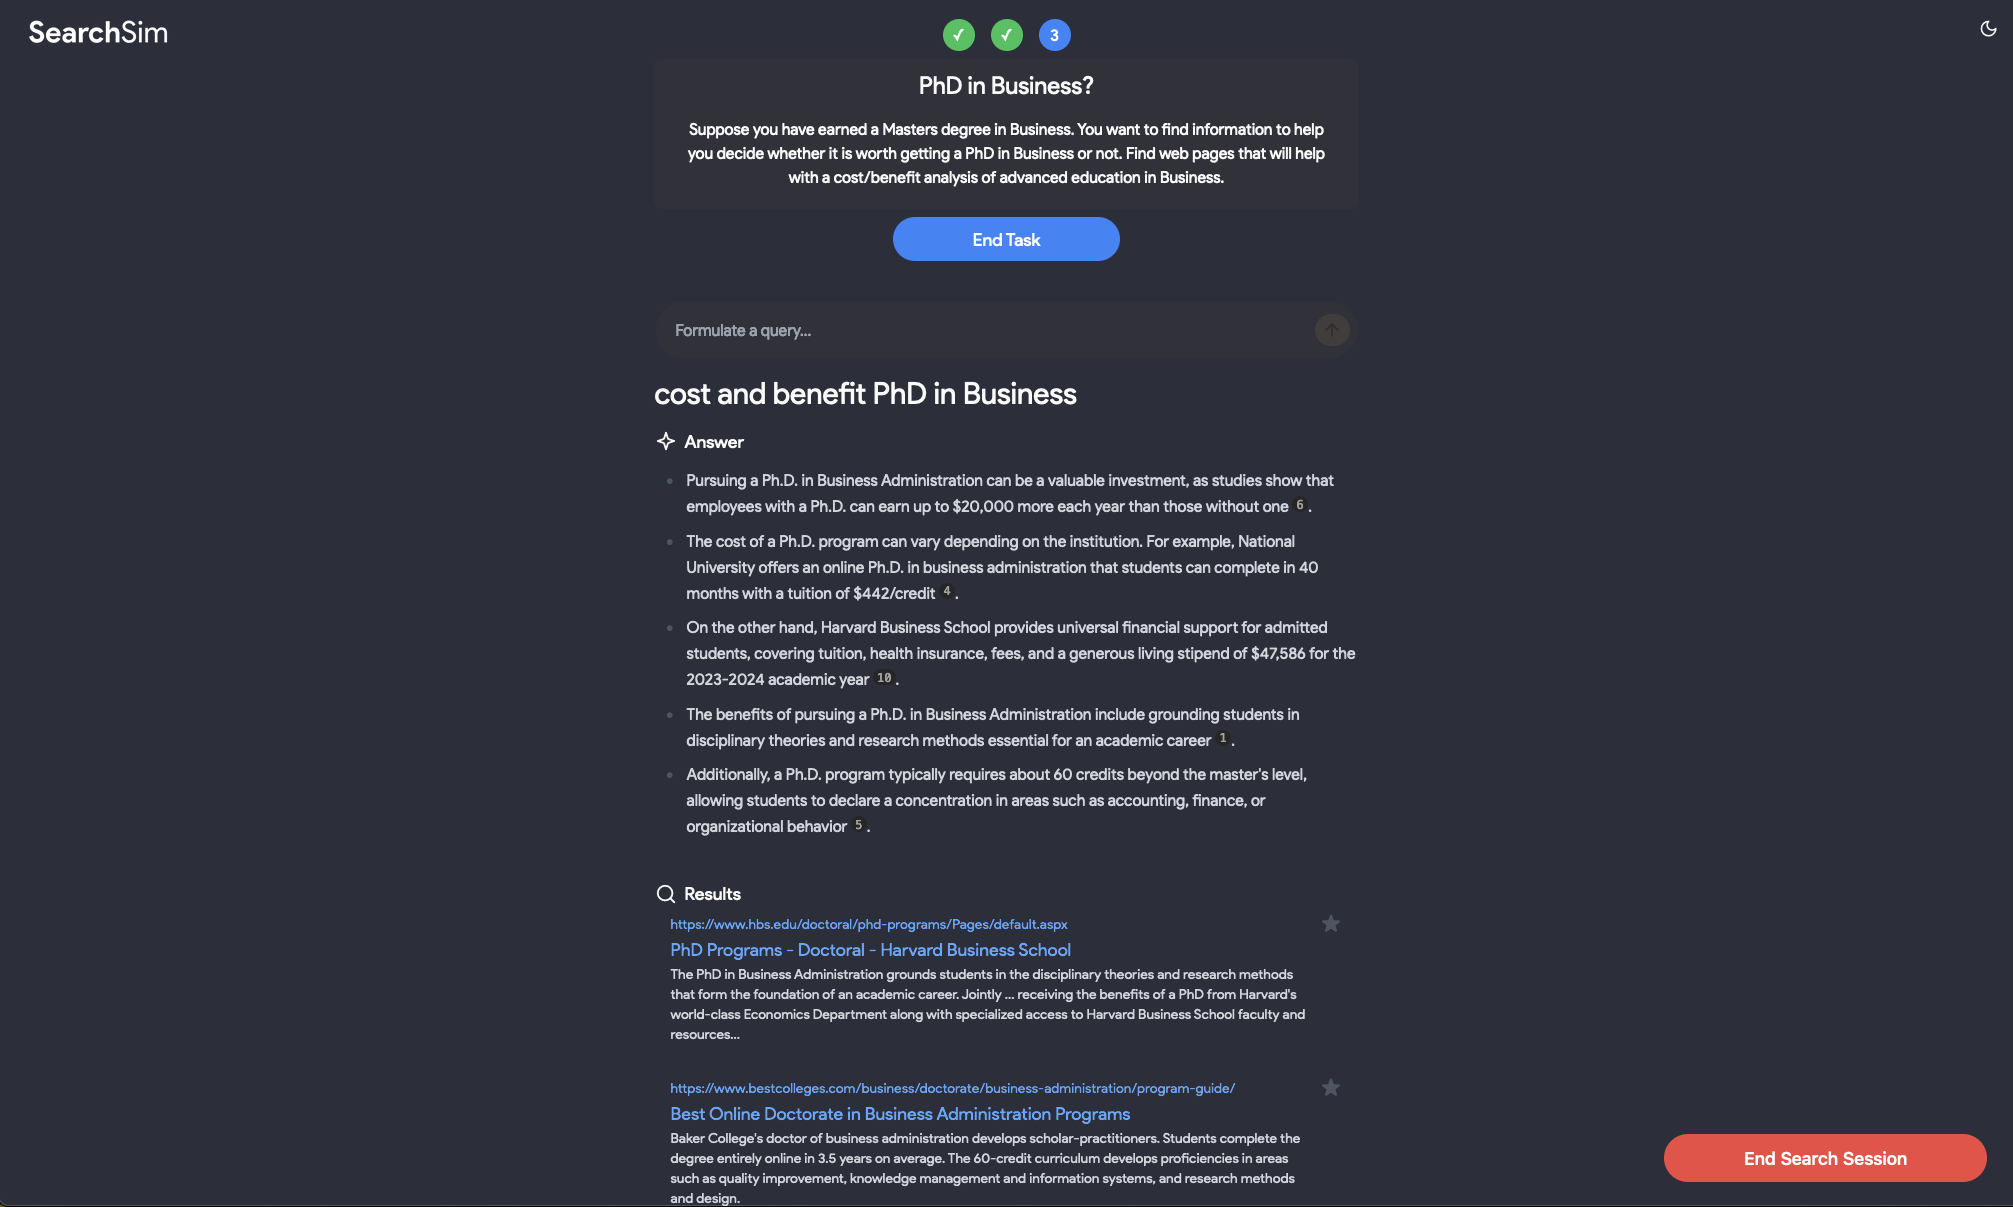 SearchSim
✓ ✓ 3
PhD in Business?
Suppose you have earned a Masters degree in Business. You want to find information to help
you decide whether it is worth getting a PhD in Business or not. Find web pages that will help
with a cost/benefit analysis of advanced education in Business.
End Task
Formulate a query...
cost and benefit PhD in Business
Answer
Pursuing a Ph.D. in Business Administration can be a valuable investment, as studies show that
employees with a Ph.D. can earn up to $20,000 more each year than those without one 6.
The cost of a Ph.D. program can vary depending on the institution. For example, National
University offers an online Ph.D. in business administration that students can complete in 40
months with a tuition of $442/credit 4.
On the other hand, Harvard Business School provides universal financial support for admitted
students, covering tuition, health insurance, fees, and a generous living stipend of $47,586 for the
2023-2024 academic year 10.
The benefits of pursuing a Ph.D. in Business Administration include grounding students in
disciplinary theories and research methods essential for an academic career 1.
Additionally, a Ph.D. program typically requires about 60 credits beyond the master's level,
allowing students to declare a concentration in areas such as accounting, finance, or
organizational behavior 5.
Results
https://www.hbs.edu/doctoral/phd-programs/Pages/default.aspx
PhD Programs - Doctoral - Harvard Business School
The PhD in Business Administration grounds students in the disciplinary theories and research methods
that form the foundation of an academic career. Jointly ... receiving the benefits of a PhD from Harvard's
world-class Economics Department along with specialized access to Harvard Business School faculty and
resources...
https://www.bestcolleges.com/business/doctorate/business-administration/program-guide/
Best Online Doctorate in Business Administration Programs
Baker College's doctor of business administration develops scholar-practitioners. Students complete the
degree entirely online in 3.5 years on average. The 60-credit curriculum develops proficiencies in areas
such as quality improvement, knowledge management and information systems, and research methods
and design.
End Search Session